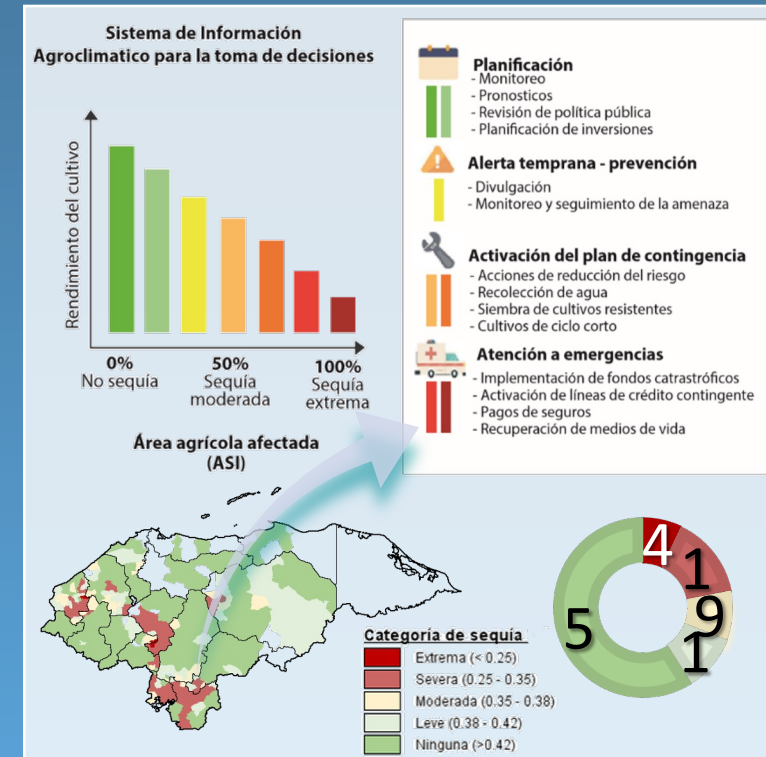 Sistema de Información
Agroclimatico para la toma de decisiones
Rendimiento del cultivo
0%
No sequía
50%
Sequía
moderada
100%
Sequía
extrema
Área agrícola afectada
(ASI)
Planificación
- Monitoreo
- Pronosticos
- Revisión de política pública
- Planificación de inversiones
Alerta temprana - prevención
- Divulgación
- Monitoreo y seguimiento de la amenaza
Activación del plan de contingencia
- Acciones de reducción del riesgo
- Recolección de agua
- Siembra de cultivos resistentes
- Cultivos de ciclo corto
Atención a emergencias
- Implementación de fondos catrastróficos
- Activación de líneas de crédito contingente
- Pagos de seguros
- Recuperación de medios de vida
Categoría de sequía
Extrema (< 0.25)
Severa (0.25 - 0.35)
Moderada (0.35 - 0.38)
Leve (0.38 - 0.42)
Ninguna (>0.42)
4
1
9
1
5